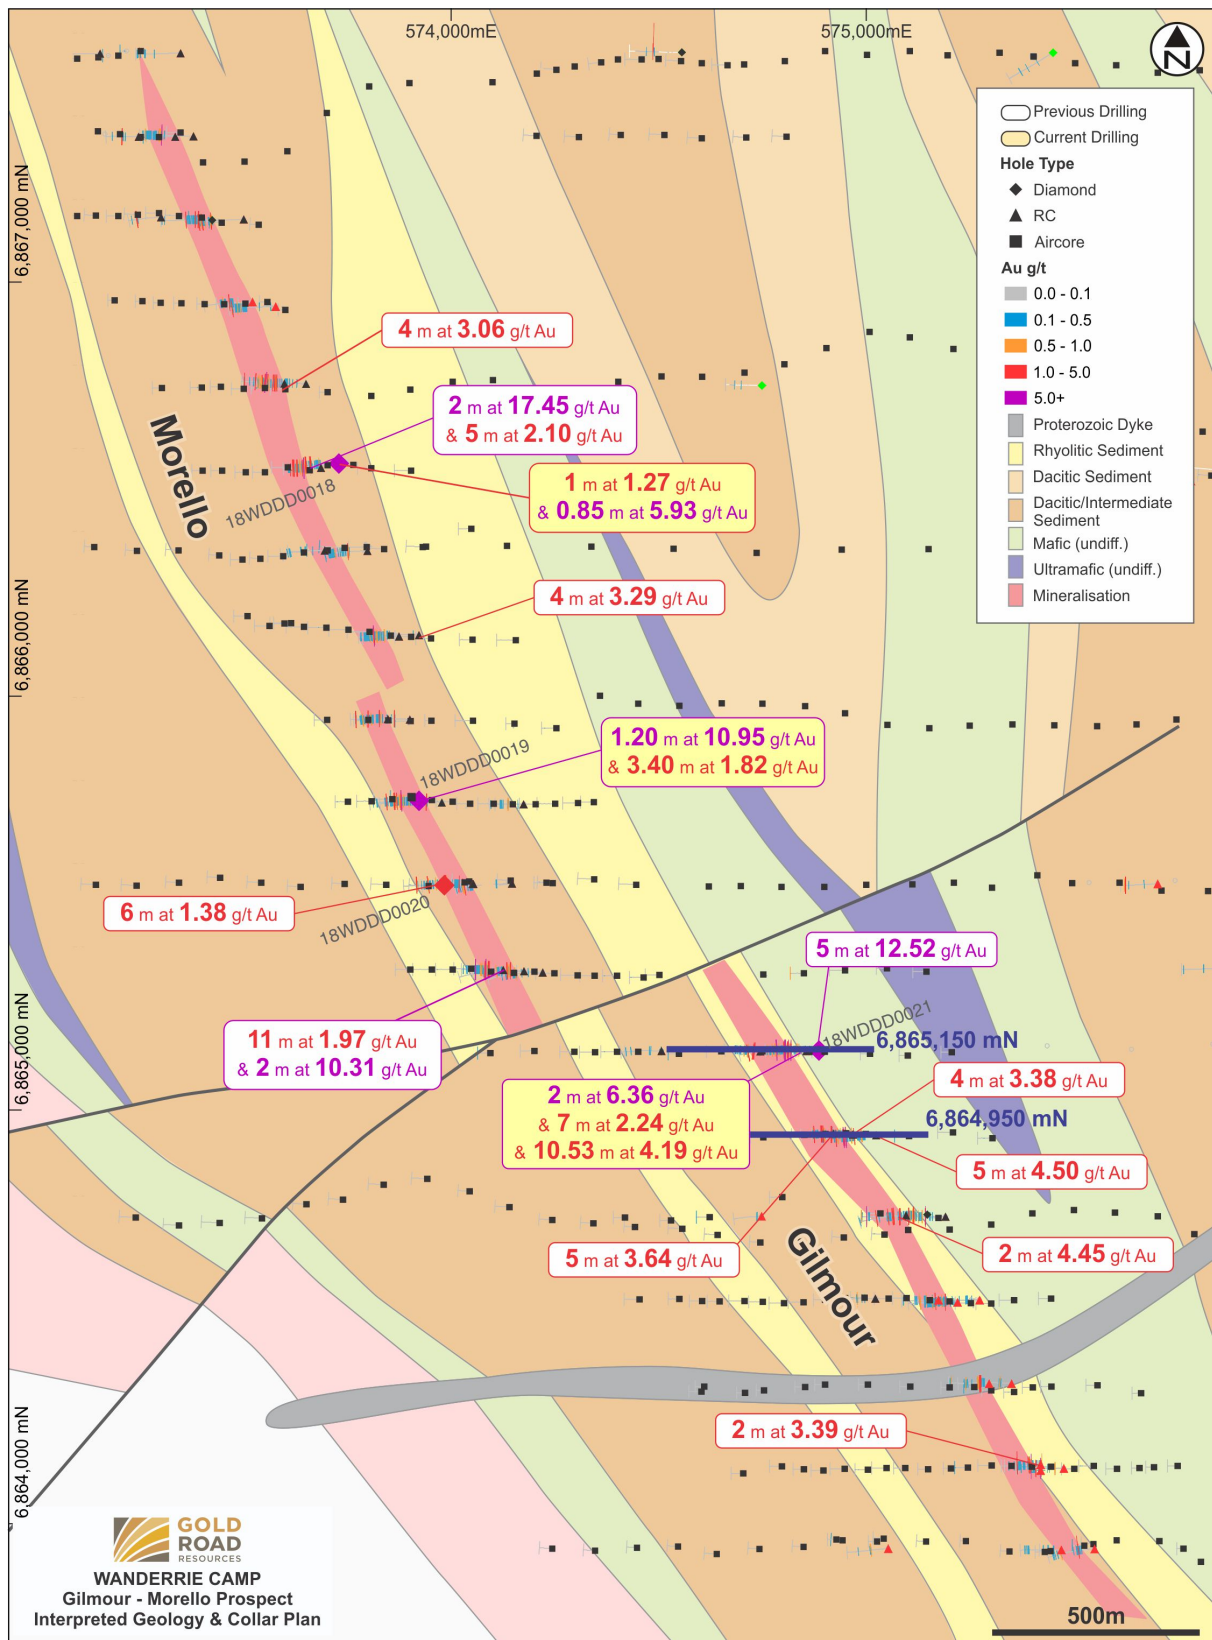 574,000mE
575,000mE
N
Previous Drilling
Current Drilling
Hole Type
Diamond
RC
Aircore
Au g/t
0.0 - 0.1
0.1 - 0.5
0.5 - 1.0
1.0 - 5.0
5.0+
Proterozoic Dyke
Rhyolitic Sediment
Dacitic Sediment
Dacitic/Intermediate
Sediment
Mafic (undiff.)
Ultramafic (undiff.)
Mineralisation
6,867,000 mN
4 m at 3.06 g/t Au
2 m at 17.45 g/t Au
& 5 m at 2.10 g/t Au
Morello
1 m at 1.27 g/t Au
& 0.85 m at 5.93 g/t Au
18WDDD0018
4 m at 3.29 g/t Au
6,866,000 mN
1.20 m at 10.95 g/t Au
& 3.40 m at 1.82 g/t Au
18WDDD0019
6 m at 1.38 g/t Au
18WDDD0020
5 m at 12.52 g/t Au
18WDDD0021
6,865,150 mN
6,865,000 mN
11 m at 1.97 g/t Au
& 2 m at 10.31 g/t Au
4 m at 3.38 g/t Au
2 m at 6.36 g/t Au
& 7 m at 2.24 g/t Au
& 10.53 m at 4.19 g/t Au
6,864,950 mN
5 m at 4.50 g/t Au
5 m at 3.64 g/t Au
2 m at 4.45 g/t Au
Gilmour
2 m at 3.39 g/t Au
6,864,000 mN
GOLD
ROAD
RESOURCES
WANDERRIE CAMP
Gilmour - Morello Prospect
Interpreted Geology & Collar Plan
500m